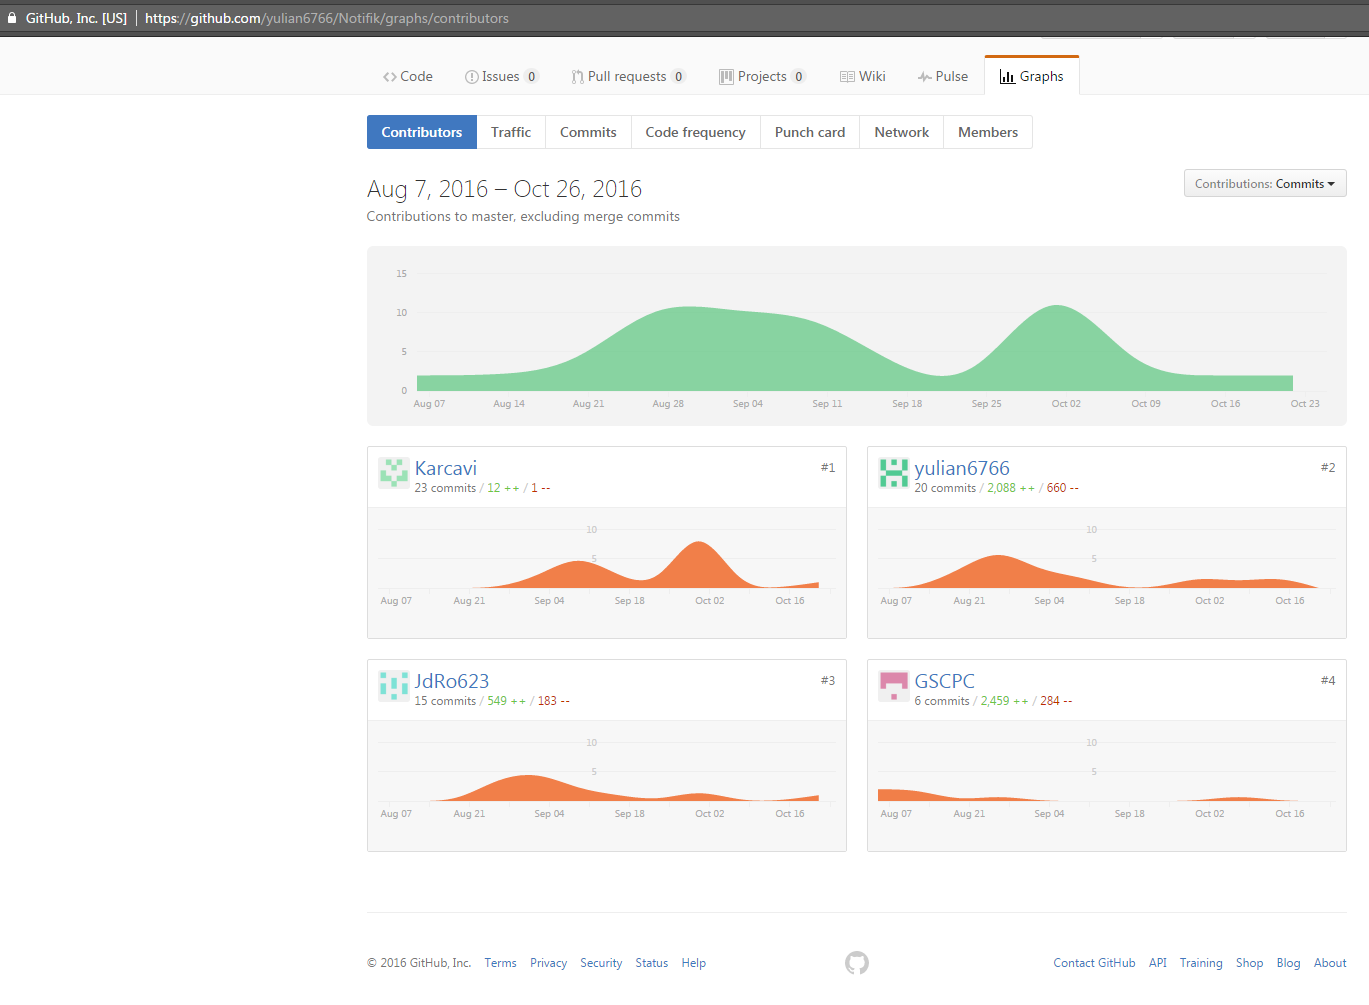 GitHub, Inc. [US] https://github.com/yulian6766/Notifik/graphs/contributors
Code Issues 0 Pull requests 0 Projects 0 Wiki Pulse Graphs
Contributors Traffic Commits Code frequency Punch card Network Members
Aug 7, 2016 – Oct 26, 2016
Contributions: Commits
Contributions to master, excluding merge commits
15
10
5
0
Aug 07 Aug 14 Aug 21 Aug 28 Sep 04 Sep 11 Sep 18 Sep 25 Oct 02 Oct 09 Oct 16 Oct 23
Karcavi #1
23 commits / 12 ++ / 1 --
10
5
Aug 07 Aug 21 Sep 04 Sep 18 Oct 02 Oct 16
yulian6766 #2
20 commits / 2,088 ++ / 660 --
10
5
Aug 07 Aug 21 Sep 04 Sep 18 Oct 02 Oct 16
JdRo623 #3
15 commits / 549 ++ / 183 --
10
5
Aug 07 Aug 21 Sep 04 Sep 18 Oct 02 Oct 16
GSCPC #4
6 commits / 2,459 ++ / 284 --
10
5
Aug 07 Aug 21 Sep 04 Sep 18 Oct 02 Oct 16
© 2016 GitHub, Inc. Terms Privacy Security Status Help Contact GitHub API Training Shop Blog About